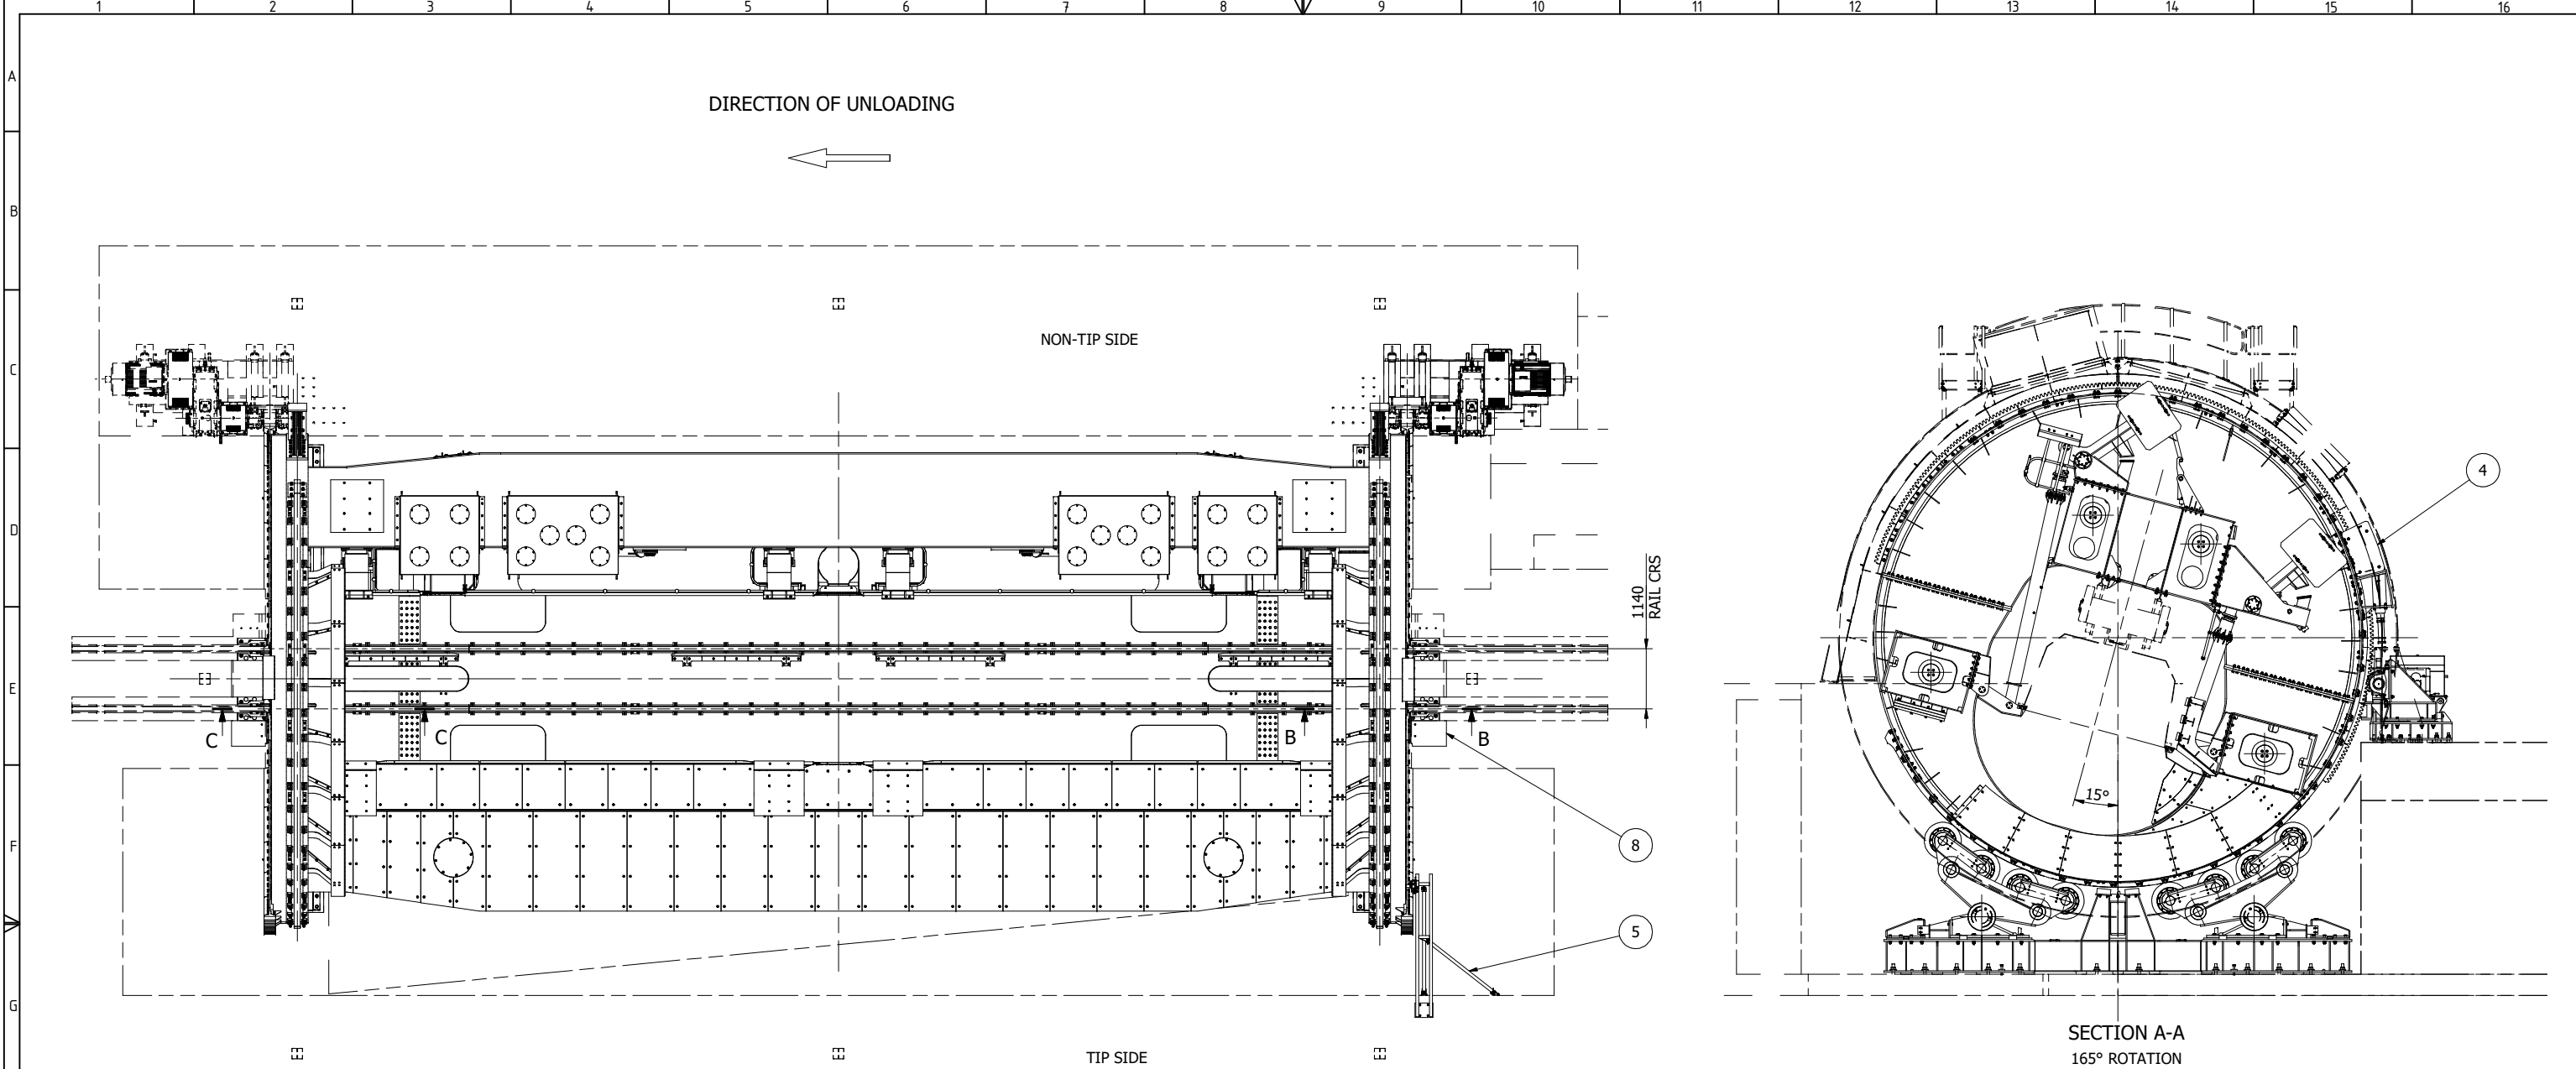 1 2 3 4 5 6 7 8 9 10 11 12 13 14 15 16
A
DIRECTION OF UNLOADING
B
NON-TIP SIDE
C
4
D
1140
RAIL CRS
E
C C B B
15°
F
8
5
G
SECTION A-A
TIP SIDE
165° ROTATION